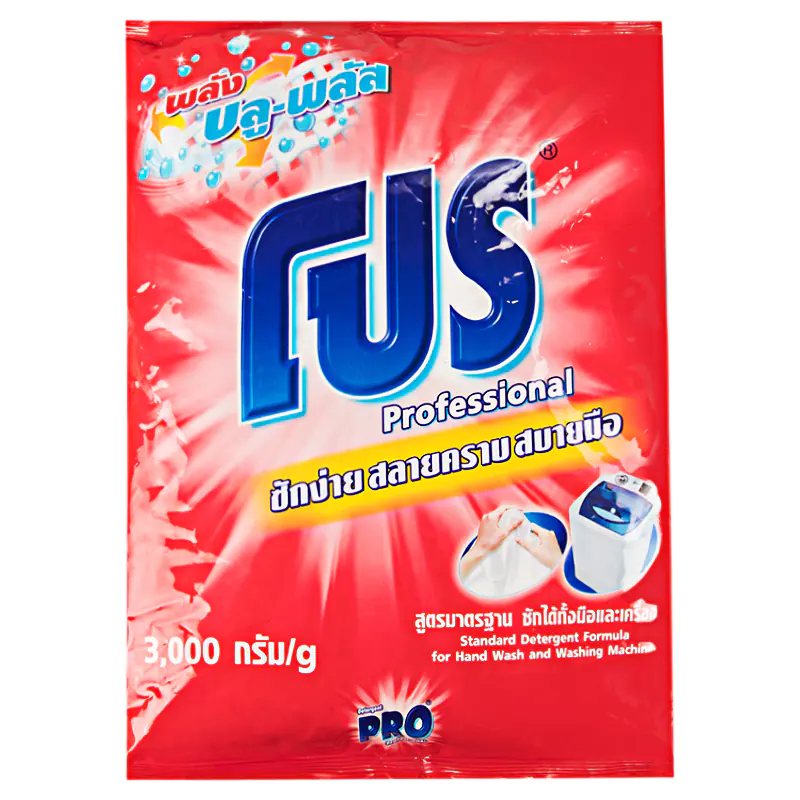 พลัง
บลู-พลัส
โปร®
Professional
ซักง่าย สลายคราบ สบายมือ
สูตรมาตรฐาน ซักได้ทั้งมือและเครื่อง
Standard Detergent Formula
for Hand Wash and Washing Machine
3,000 กรัม/g
Detergent
PRO